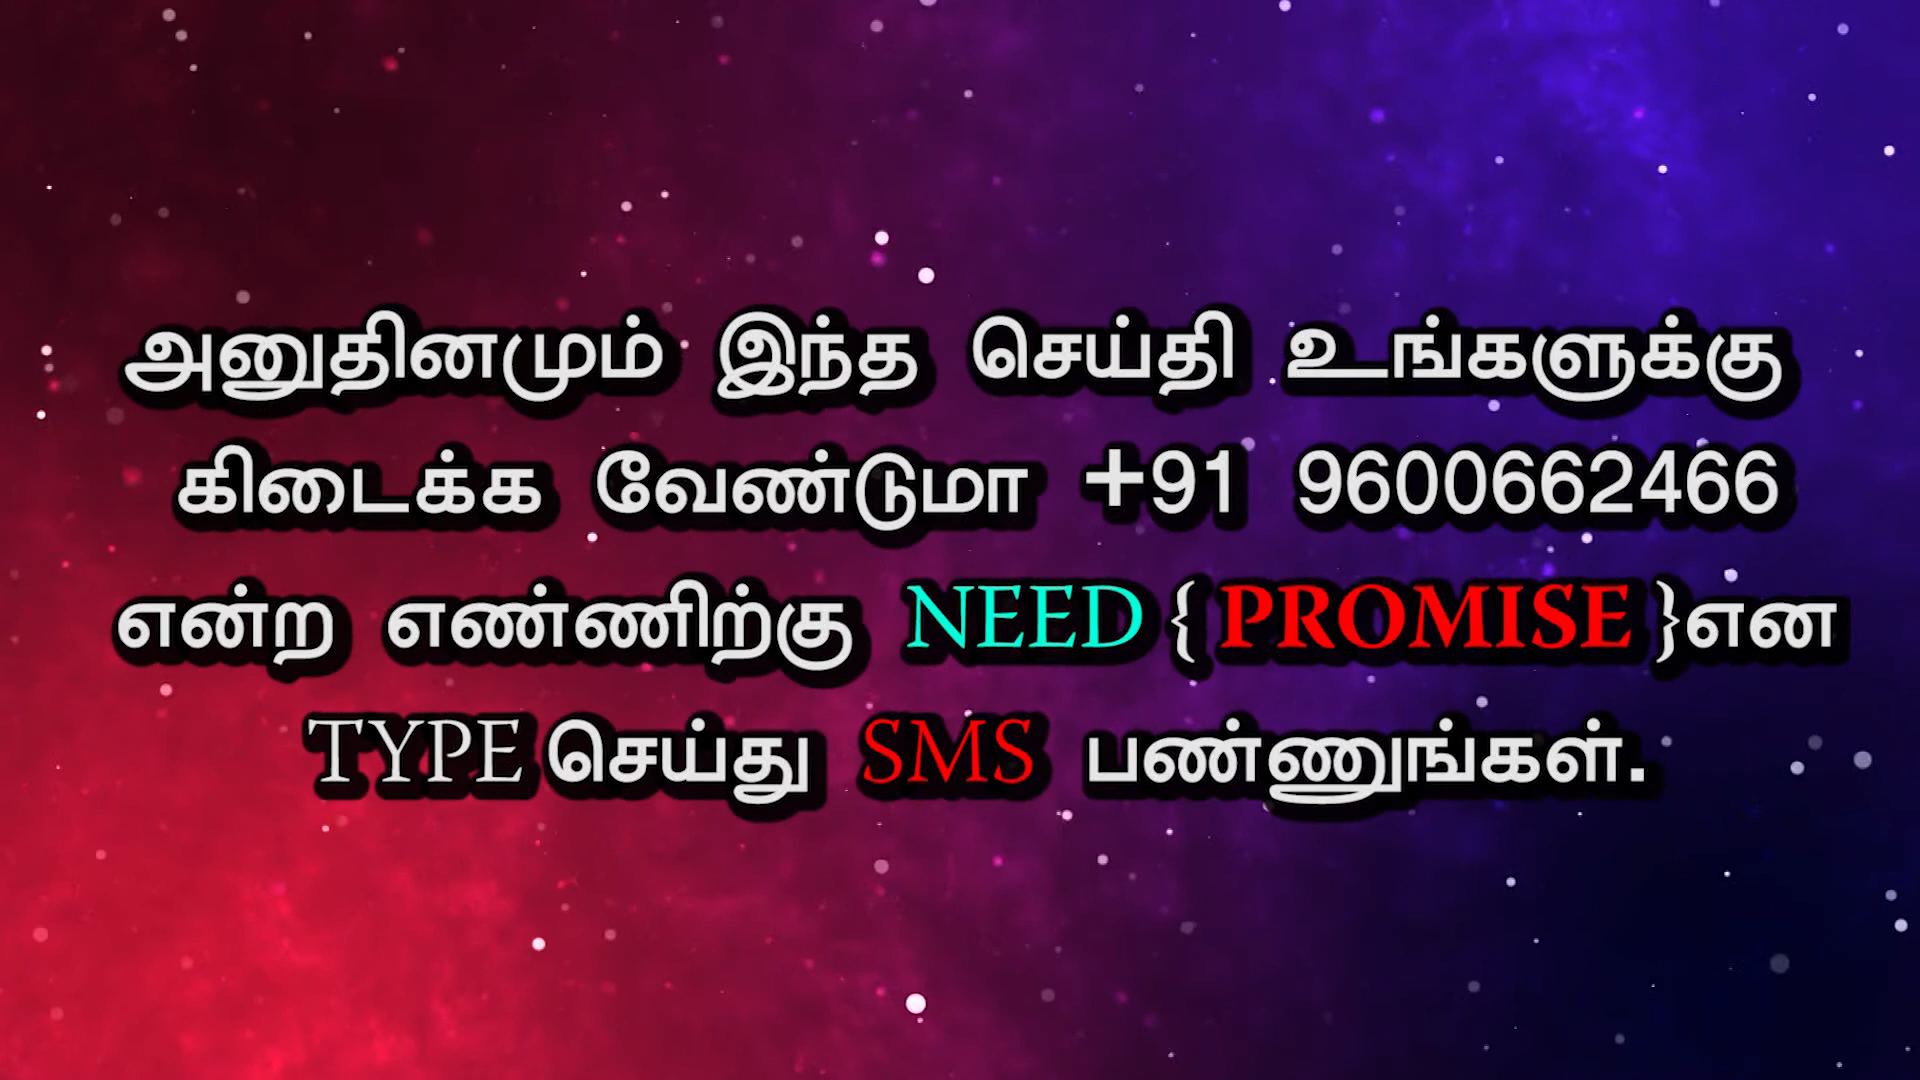 அனுதினமும் இந்த செய்தி உங்களுக்கு
கிடைக்க வேண்டுமா +91 9600662466
என்ற எண்ணிற்கு NEED { PROMISE }என
TYPE செய்து SMS பண்ணுங்கள்.